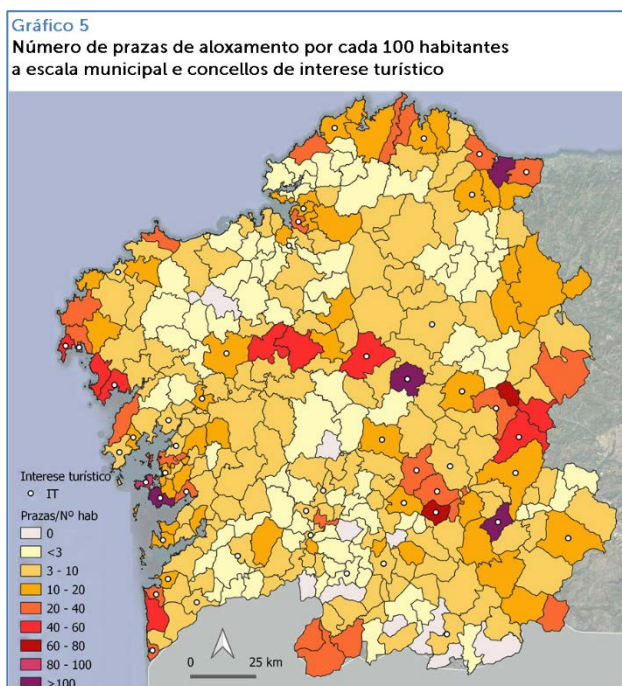 Gráfico 5
Número de prazas de aloxamento por cada 100 habitantes
a escala municipal e concellos de interese turístico
Interese turístico
IT
Prazas/Nº hab
0
<3
3 - 10
10 - 20
20 - 40
40 - 60
60 - 80
80 - 100
>100
0 25 km